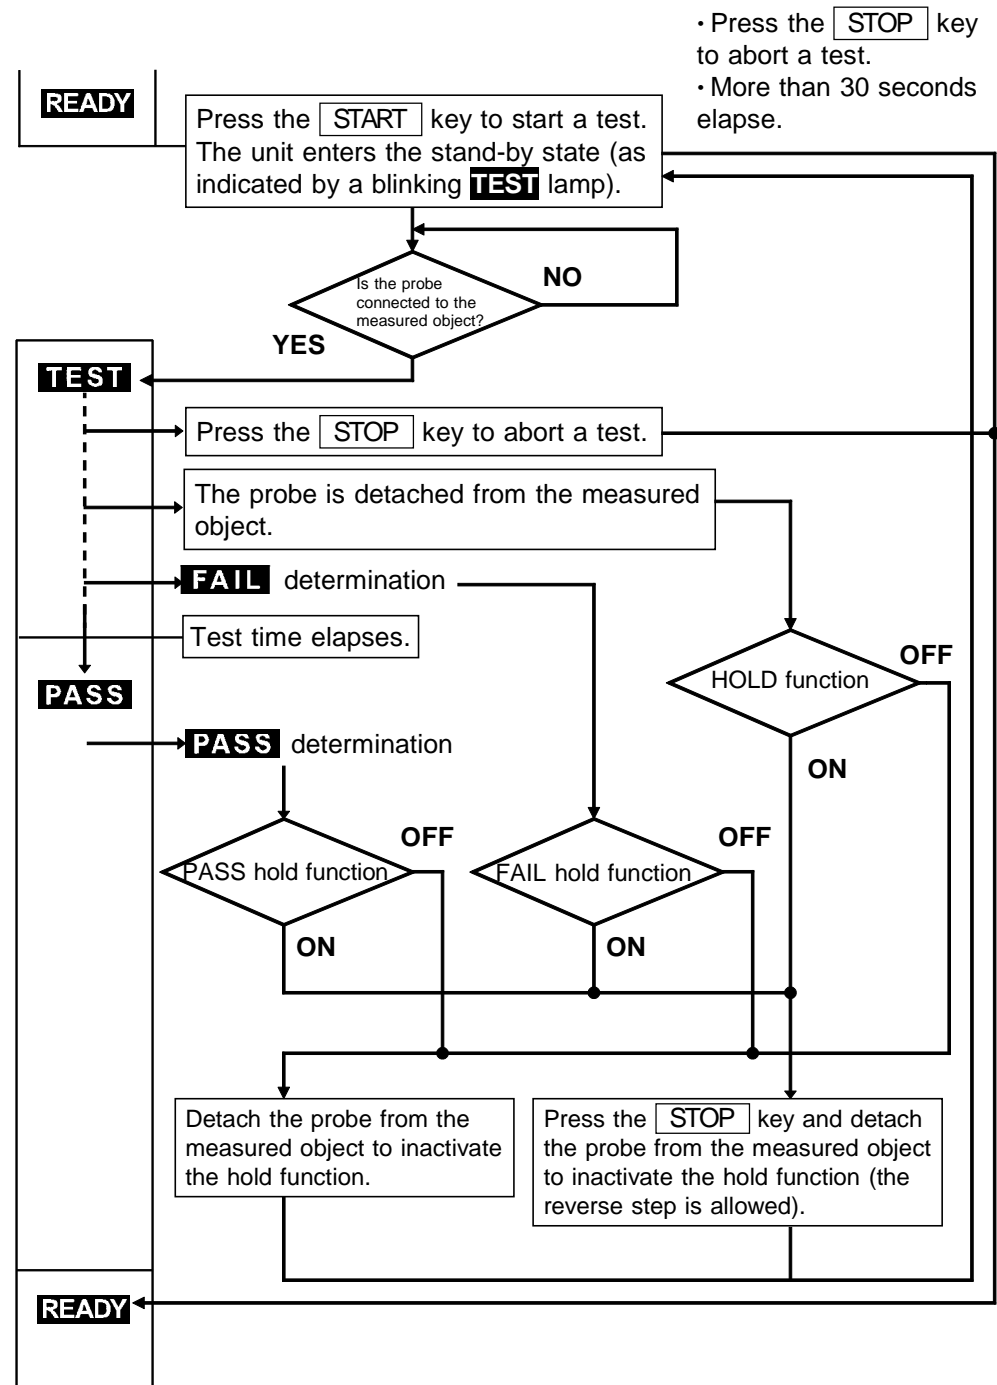 · Press the STOP key
to abort a test.
· More than 30 seconds
elapse.
READY
Press the START key to start a test.
The unit enters the stand-by state (as
indicated by a blinking TEST lamp).
Is the probe
connected to the
measured object?
NO
YES
TEST
Press the STOP key to abort a test.
The probe is detached from the measured
object.
FAIL determination
Test time elapses.
PASS
HOLD function
OFF
ON
PASS determination
PASS hold function
OFF
ON
FAIL hold function
OFF
ON
Detach the probe from the
measured object to inactivate
the hold function.
Press the STOP key and detach
the probe from the measured object
to inactivate the hold function (the
reverse step is allowed).
READY